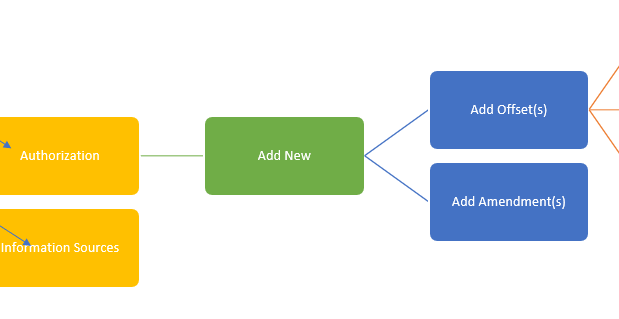 Authorization
Information Sources
Add New
Add Offset(s)
Add Amendment(s)